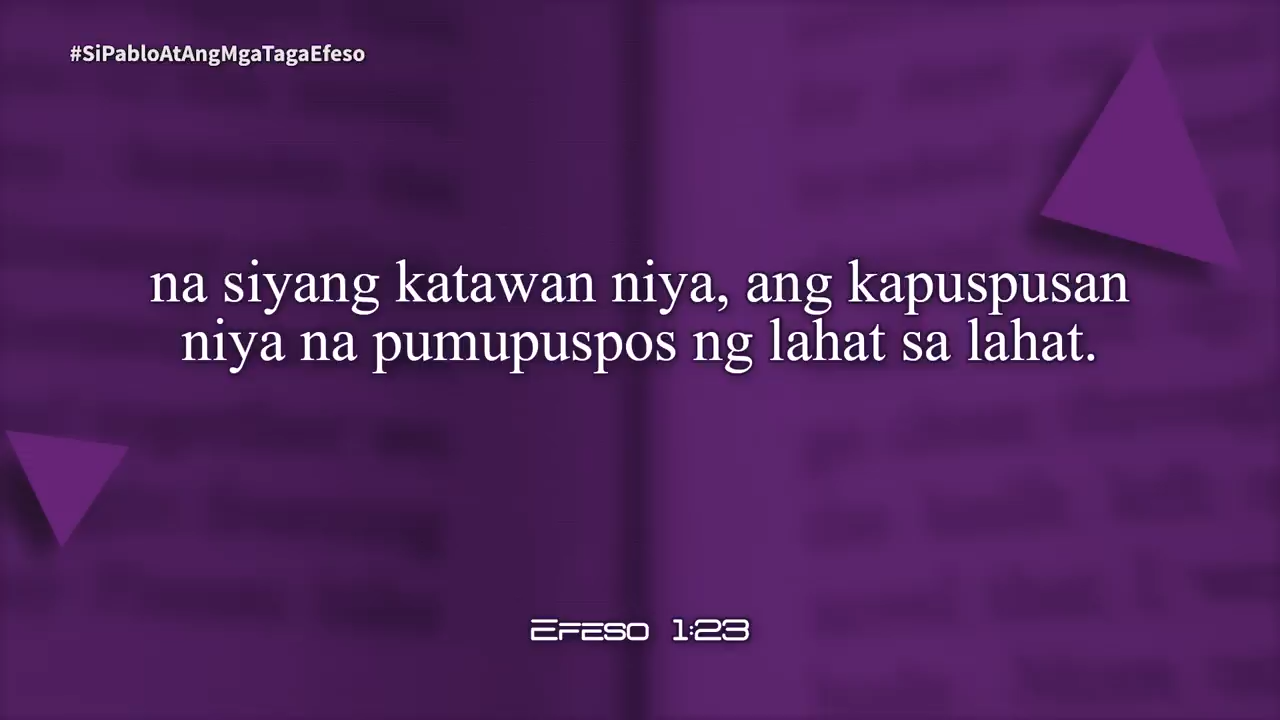 #SiPabloAtAngMgaTagaEfeso
na siyang katawan niya, ang kapuspusan
niya na pumupuspos ng lahat sa lahat.
Efeso 1:23